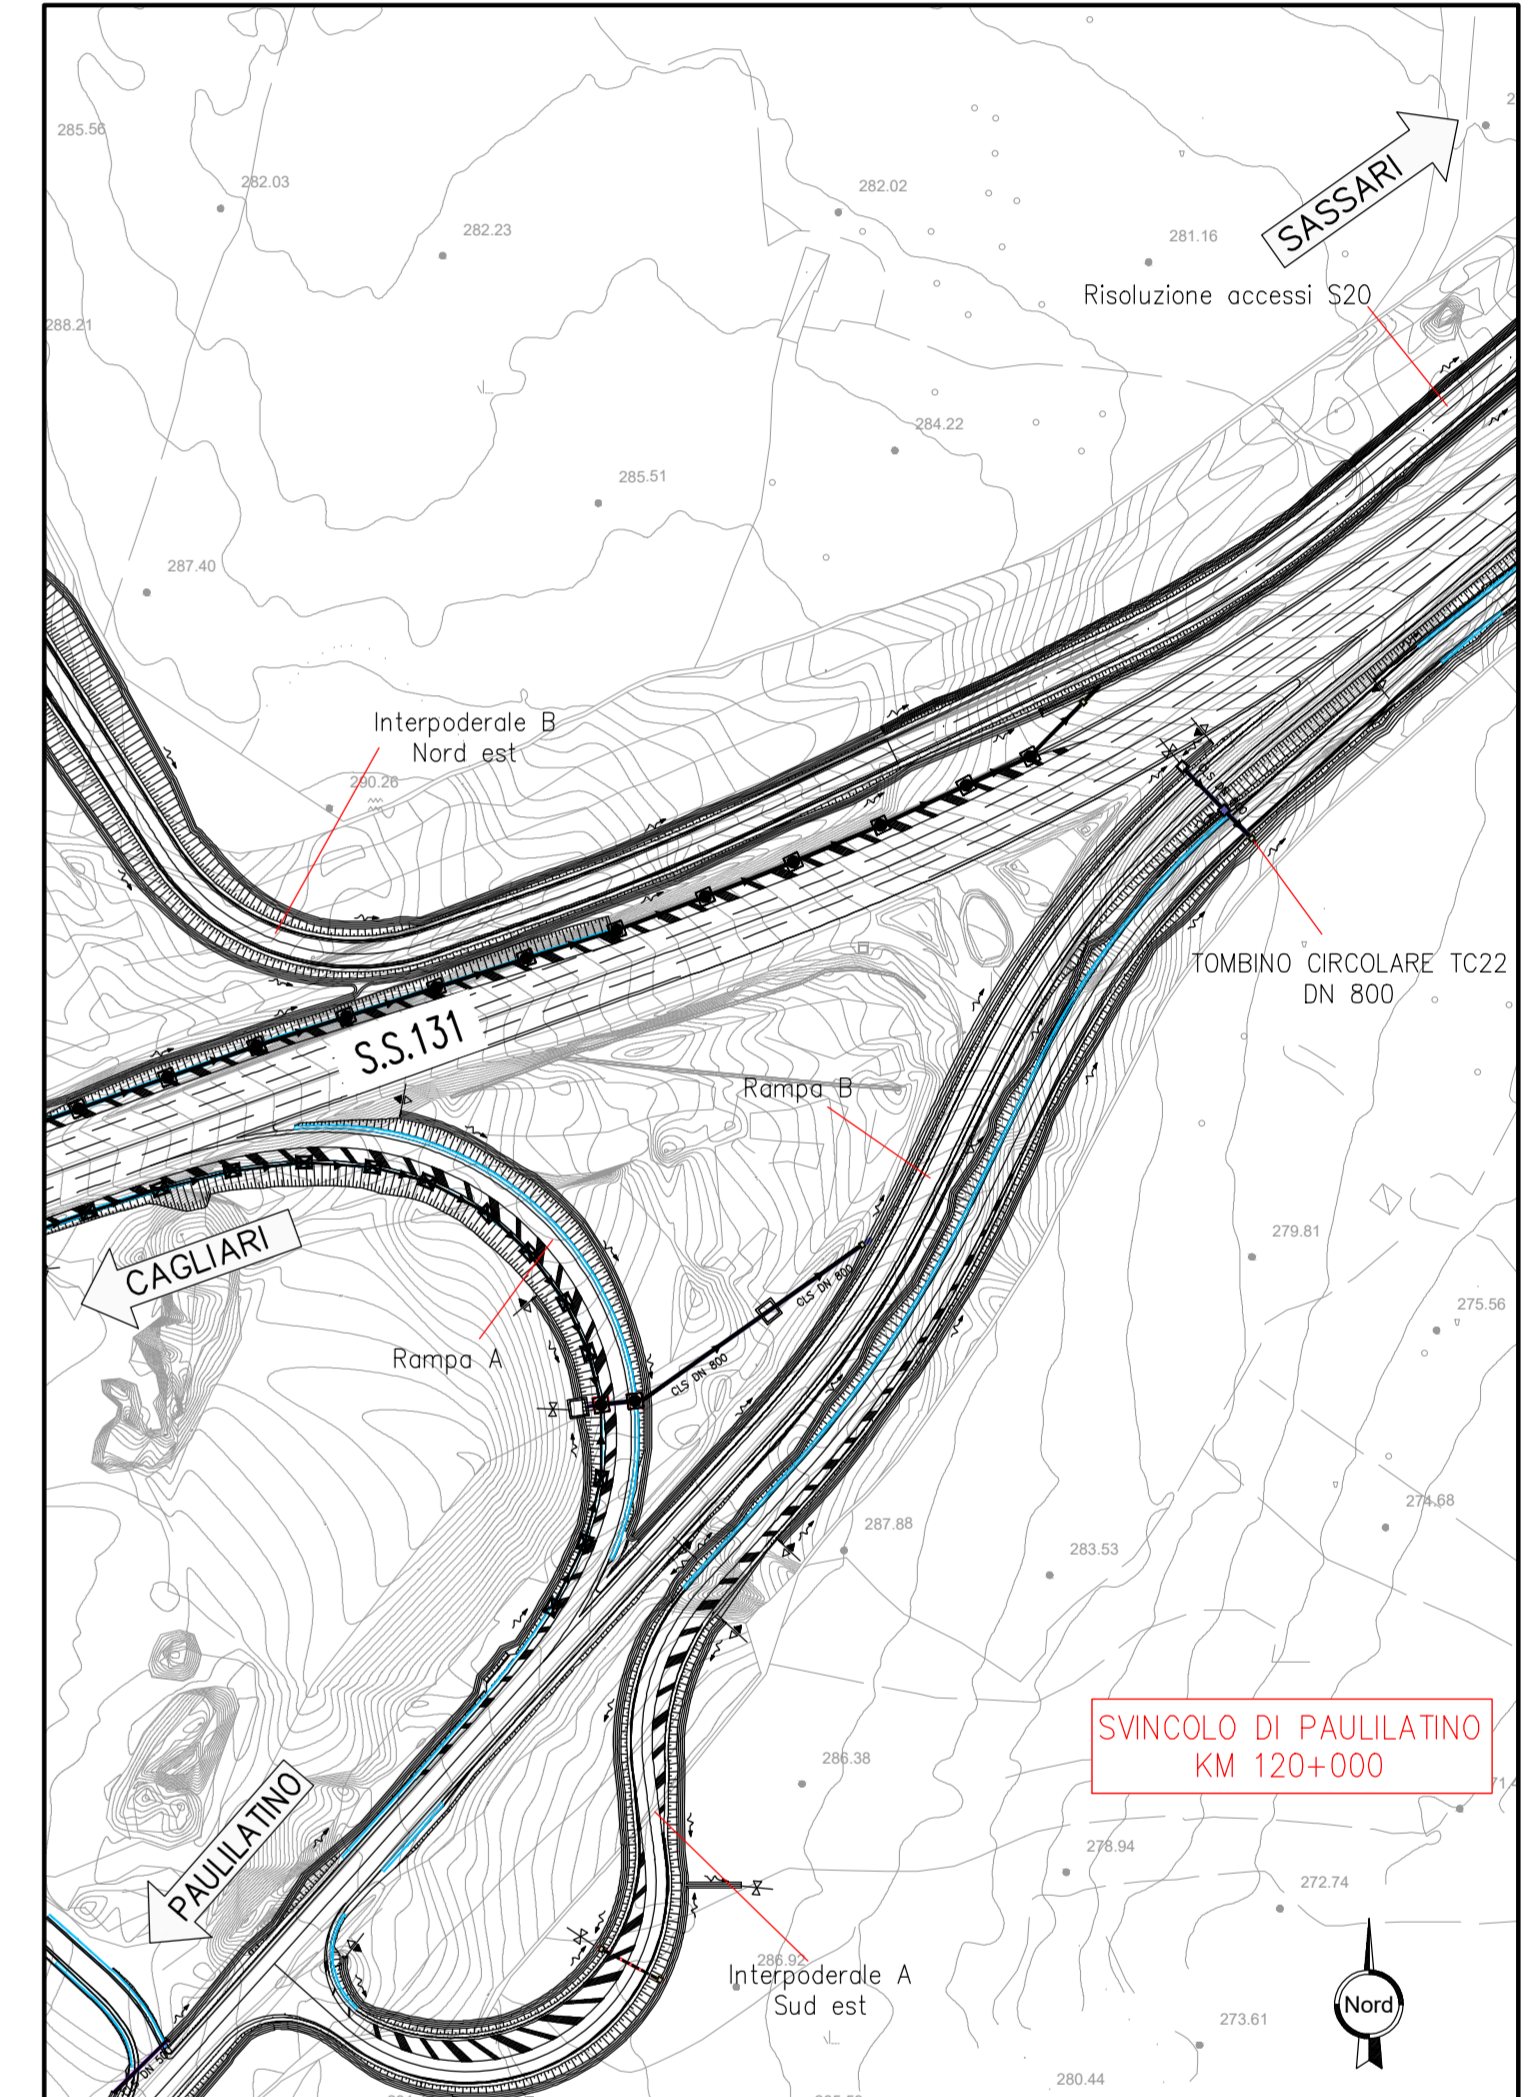 285.56
282.03
282.23
282.02
281.16
SASSARI
Risoluzione accessi S20
288.21
284.22
285.51
287.40
Interpoderale B
Nord est
290.26
TOMBINO CIRCOLARE TC22
DN 800
S.S.131
Rampa B
CAGLIARI
279.81
275.56
CLS DN 800
Rampa A
CLS DN 800
274.68
287.88
283.53
SVINCOLO DI PAULILATINO
KM 120+000
286.38
PAULILATINO
278.94
272.74
286.92
Interpoderale A
Sud est
Nord
273.61
280.44